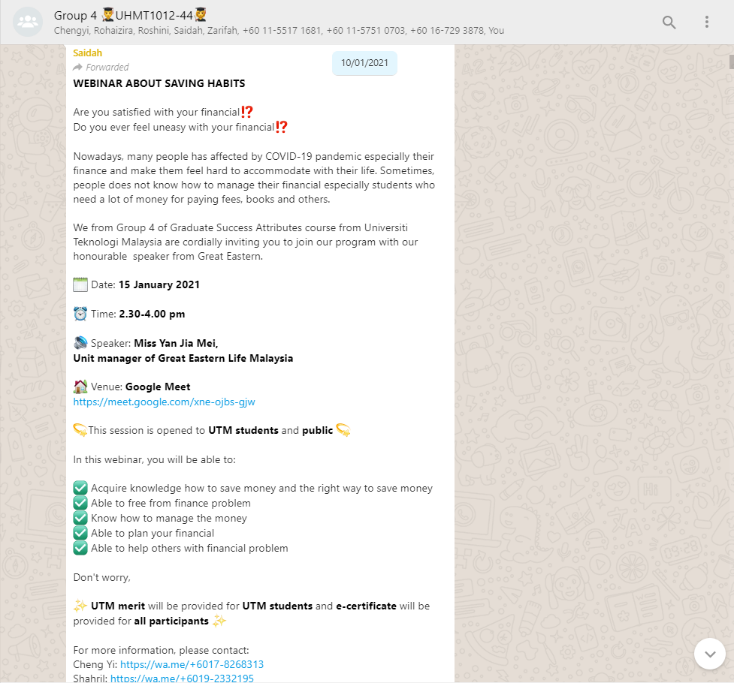 Group 4 👨‍🎓UHMT1012-44👨‍🎓
Chengyi, Rohaizira, Roshini, Saidah, Zarifah, +60 11-5517 1681, +60 11-5751 0703, +60 16-729 3878, You
Saidah
Forwarded
10/01/2021
WEBINAR ABOUT SAVING HABITS
Are you satisfied with your financial⁉
Do you ever feel uneasy with your financial⁉
Nowadays, many people has affected by COVID-19 pandemic especially their
finance and make them feel hard to accommodate with their life. Sometimes,
people does not know how to manage their financial especially students who
need a lot of money for paying fees, books and others.
We from Group 4 of Graduate Success Attributes course from Universiti
Teknologi Malaysia are cordially inviting you to join our program with our
honourable speaker from Great Eastern.
Date: 15 January 2021
Time: 2.30-4.00 pm
Speaker: Miss Yan Jia Mei,
Unit manager of Great Eastern Life Malaysia
Venue: Google Meet
https://meet.google.com/xne-ojbs-gjw
This session is opened to UTM students and public
In this webinar, you will be able to:
✅ Acquire knowledge how to save money and the right way to save money
✅ Able to free from finance problem
✅ Know how to manage the money
✅ Able to plan your financial
✅ Able to help others with financial problem
Don't worry,
✨ UTM merit will be provided for UTM students and e-certificate will be
provided for all participants ✨
For more information, please contact:
Cheng Yi: https://wa.me/+6017-8268313
Shahril: https://wa.me/+6019-2332195